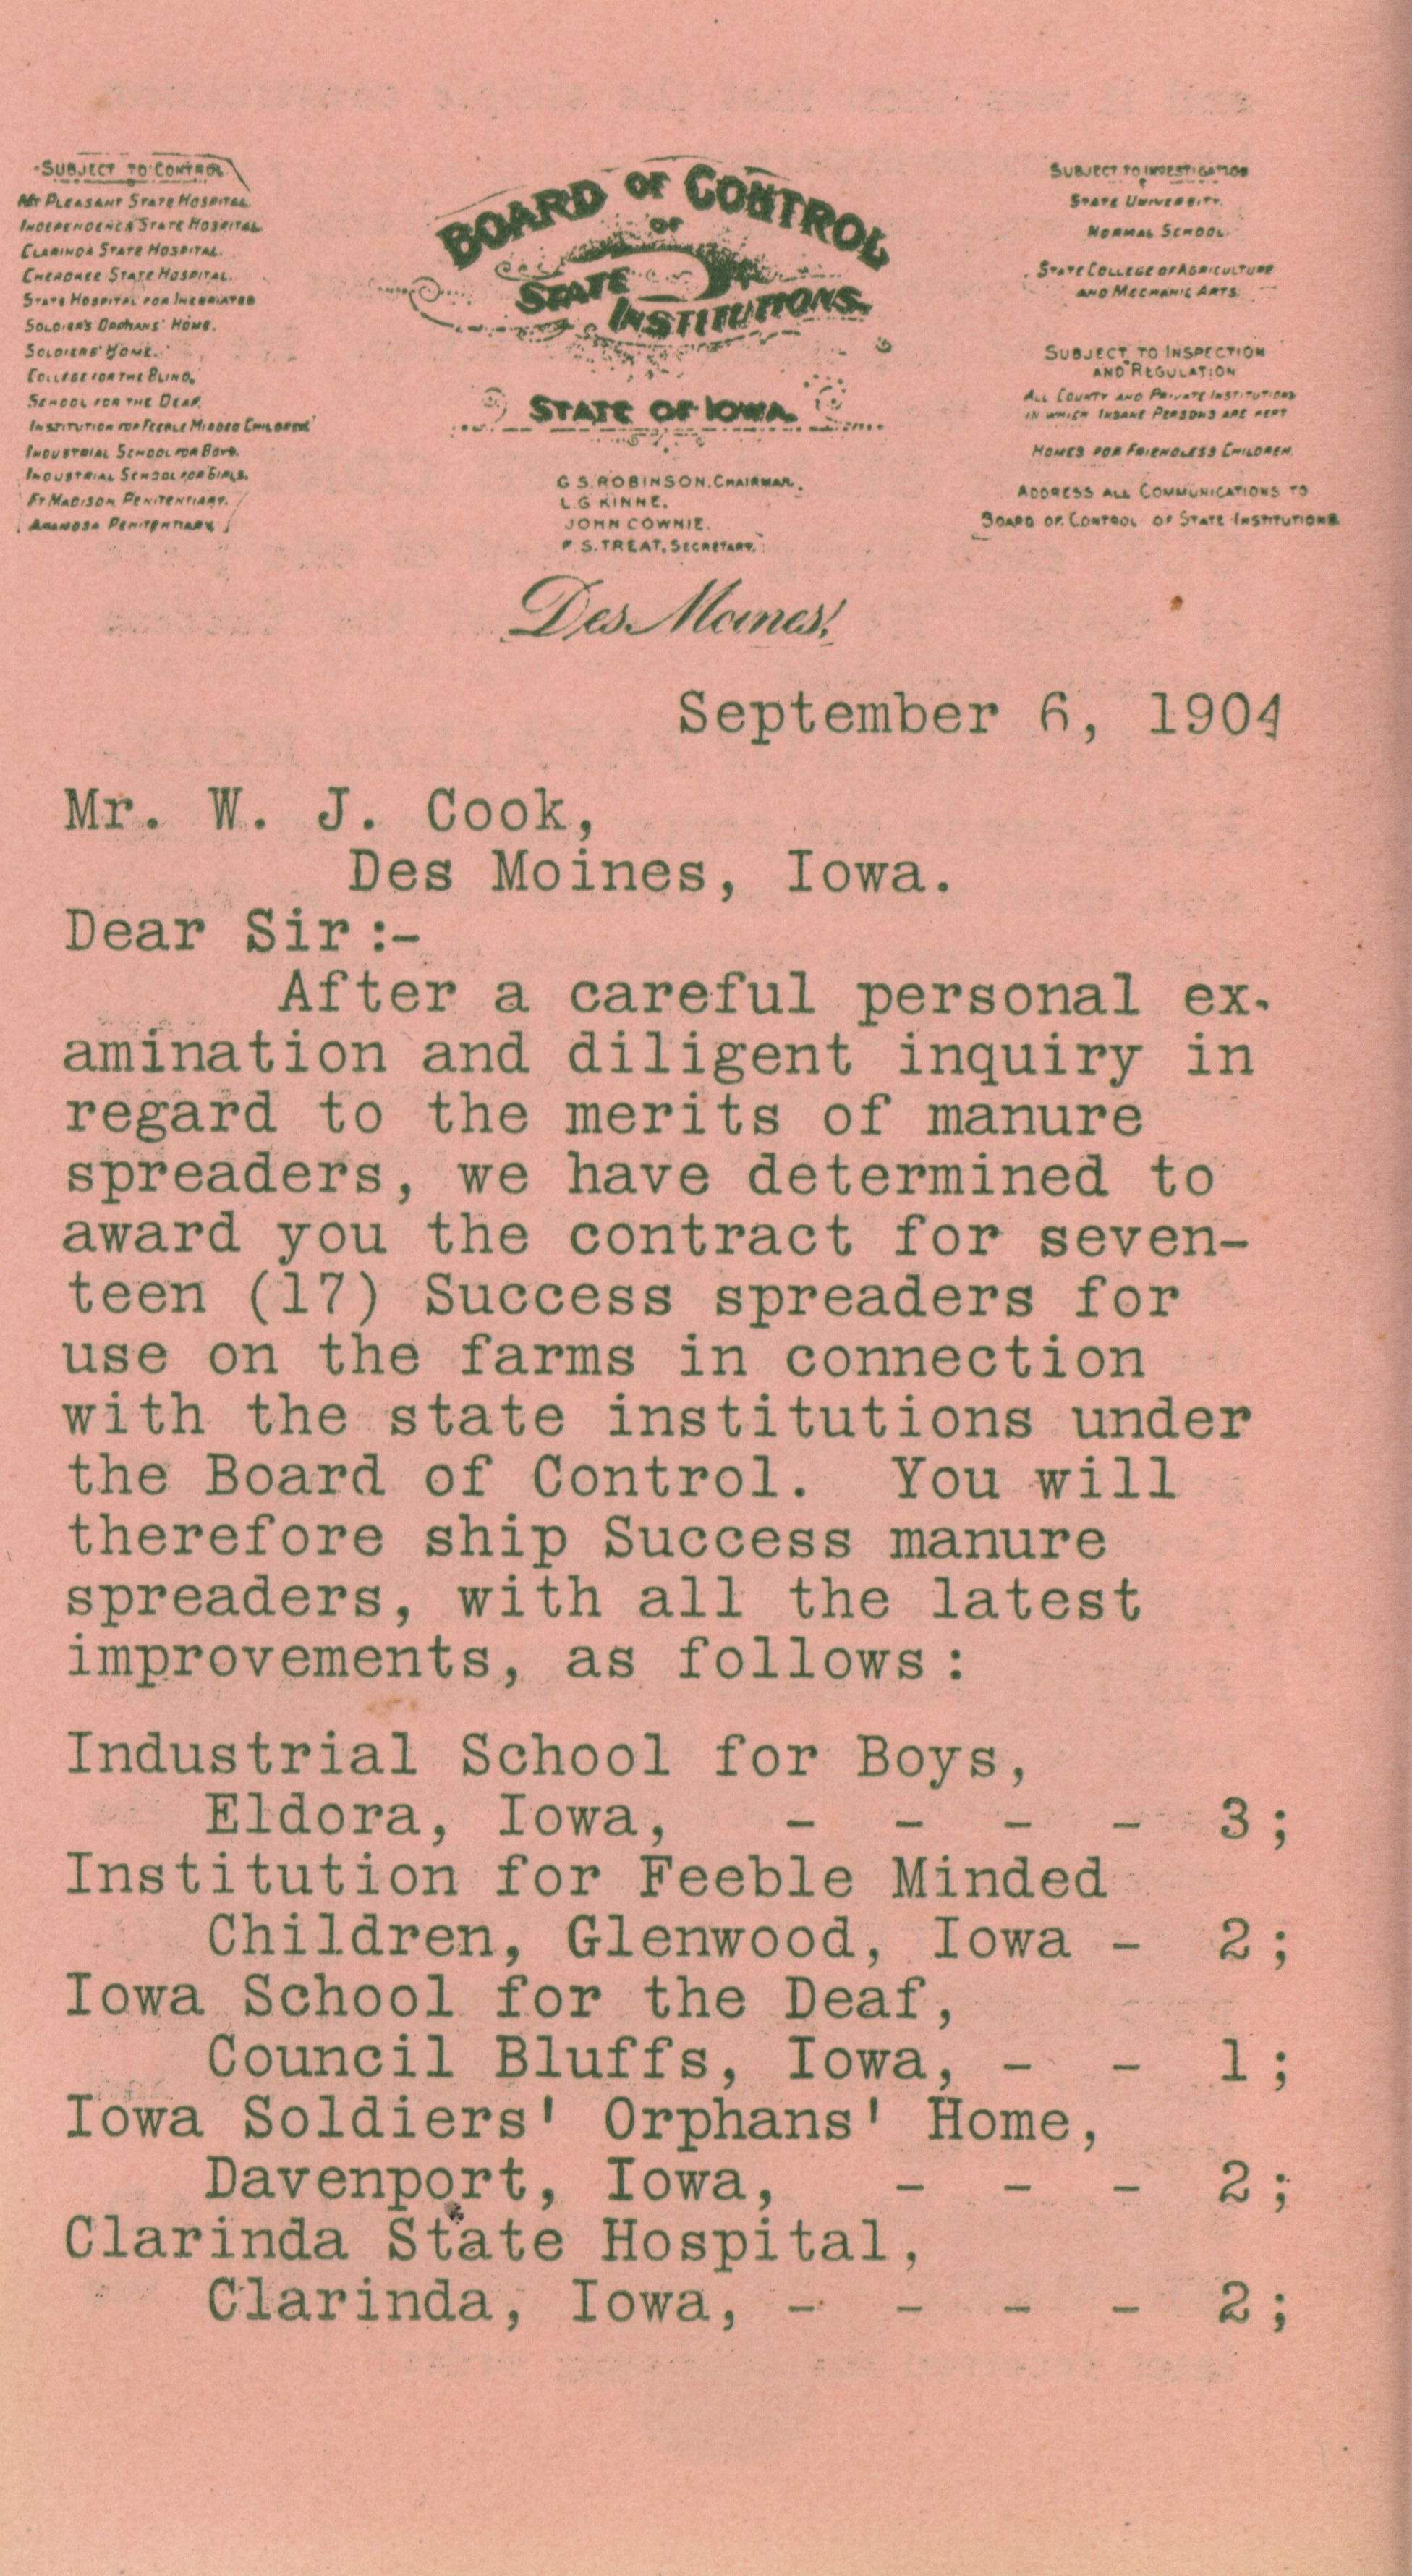 SUBJECT TO CONTROL
MT PLEASANT STATE HOSPITAL.
INDEPENDENCE STATE HOSPITAL.
CLARINDA STATE HOSPITAL.
CHEROKEE STATE HOSPITAL.
STATE HOSPITAL FOR INEBRIATES
SOLDIER'S ORPHANS' HOME.
SOLDIERS' HOME.
COLLEGE FOR THE BLIND.
SCHOOL FOR THE DEAF.
INSTITUTION FOR FEEBLE MINDED CHILDREN
INDUSTRIAL SCHOOL FOR BOYS.
INDUSTRIAL SCHOOL FOR GIRLS.
FT MADISON PENITENTIARY.
ANAMOSA PENITENTIARY
BOARD OF CONTROL
OF
STATE
INSTITUTIONS.
STATE OF IOWA.
G S. ROBINSON, CHAIRMAN.
L.G KINNE.
JOHN COWNIE.
F S. TREAT, SECRETARY.
SUBJECT TO INVESTIGATION
STATE UNIVERSITY.
NORMAL SCHOOL.
STATE COLLEGE OF AGRICULTURE
AND MECHANIC ARTS
SUBJECT TO INSPECTION
AND REGULATION
ALL COUNTY AND PRIVATE INSTITUTIONS
IN WHICH INSANE PERSONS ARE KEPT
HOMES FOR FRIENDLESS CHILDREN.
ADDRESS ALL COMMUNICATIONS TO
BOARD OF CONTROL OF STATE INSTITUTIONS
Des Moines,
September 6, 1904
Mr. W. J. Cook,
Des Moines, Iowa.
Dear Sir:-
After a careful personal ex-
amination and diligent inquiry in
regard to the merits of manure
spreaders, we have determined to
award you the contract for seven-
teen (17) Success spreaders for
use on the farms in connection
with the state institutions under
the Board of Control. You will
therefore ship Success manure
spreaders, with all the latest
improvements, as follows:
Industrial School for Boys,
Eldora, Iowa, - - - - 3;
Institution for Feeble Minded
Children, Glenwood, Iowa - 2;
Iowa School for the Deaf,
Council Bluffs, Iowa, - - 1;
Iowa Soldiers' Orphans' Home,
Davenport, Iowa, - - - 2;
Clarinda State Hospital,
Clarinda, Iowa, - - - - 2;